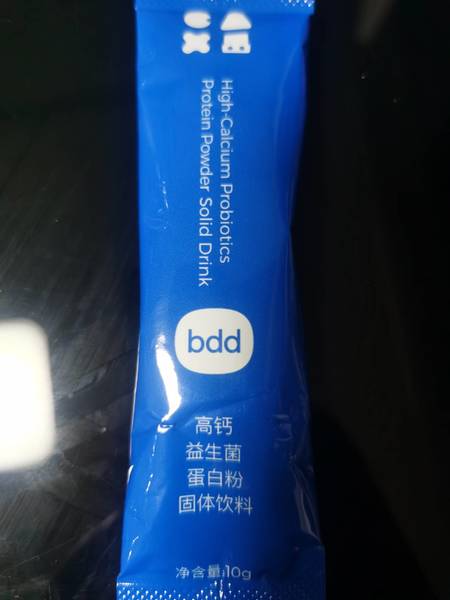 High-Calcium Probiotics
Protein Powder Solid Drink
bdd
高钙
益生菌
蛋白粉
固体饮料
净含量:10g